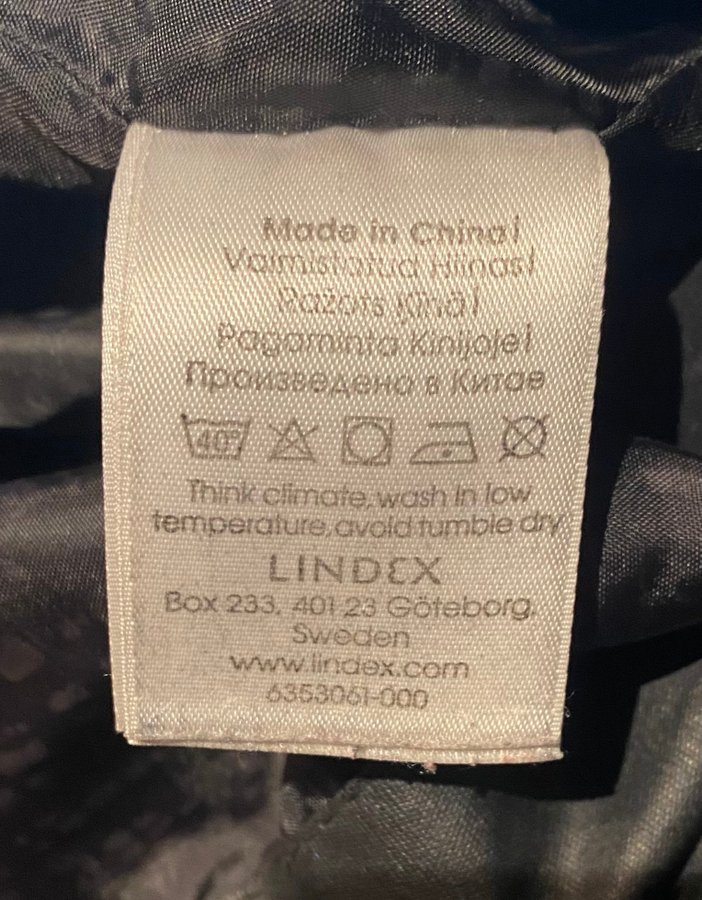 Made in China|
Valmistatud Hiinas|
Ražots Ķīnā|
Pagaminta Kinijoje|
Произведено в Китае
40°
Think climate, wash in low
temperature, avoid tumble dry
LINDEX
Box 233, 401 23 Göteborg,
Sweden
www.lindex.com
6353061-000